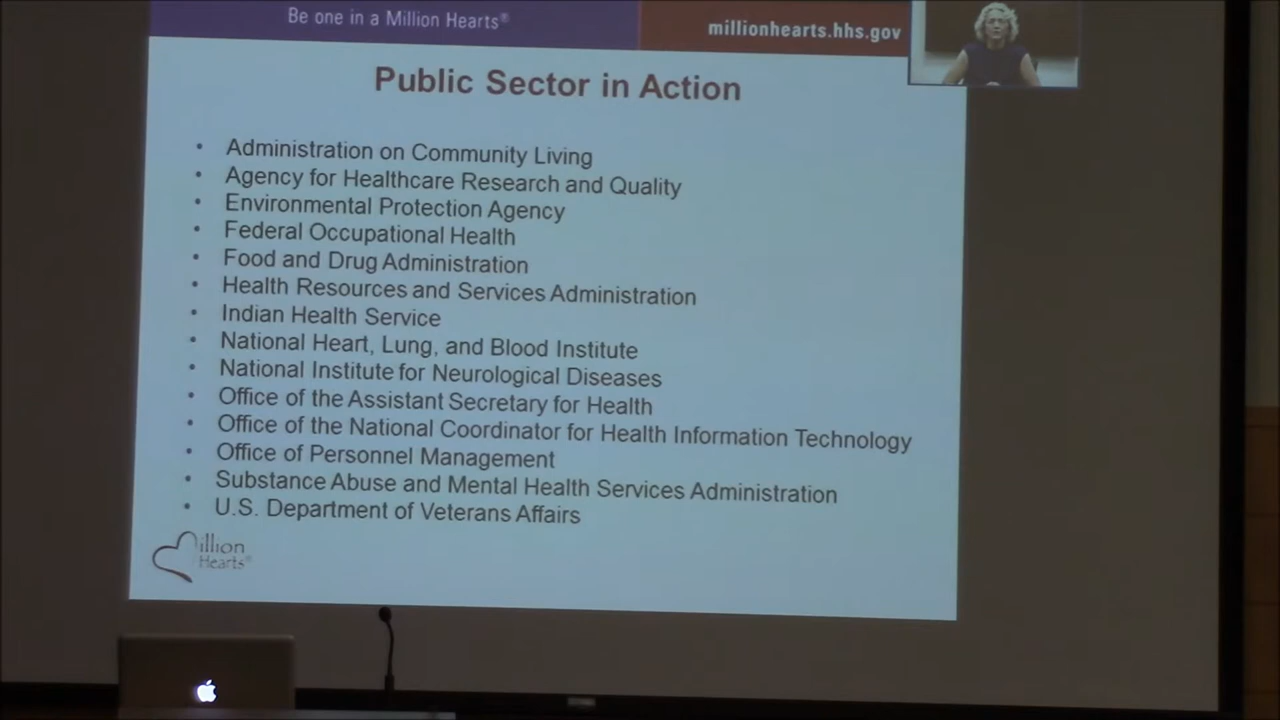 Be one in a Million Hearts®
millionhearts.hhs.gov
Public Sector in Action
• Administration on Community Living
• Agency for Healthcare Research and Quality
• Environmental Protection Agency
• Federal Occupational Health
• Food and Drug Administration
• Health Resources and Services Administration
• Indian Health Service
• National Heart, Lung, and Blood Institute
• National Institute for Neurological Diseases
• Office of the Assistant Secretary for Health
• Office of the National Coordinator for Health Information Technology
• Office of Personnel Management
• Substance Abuse and Mental Health Services Administration
• U.S. Department of Veterans Affairs
Million
Hearts®